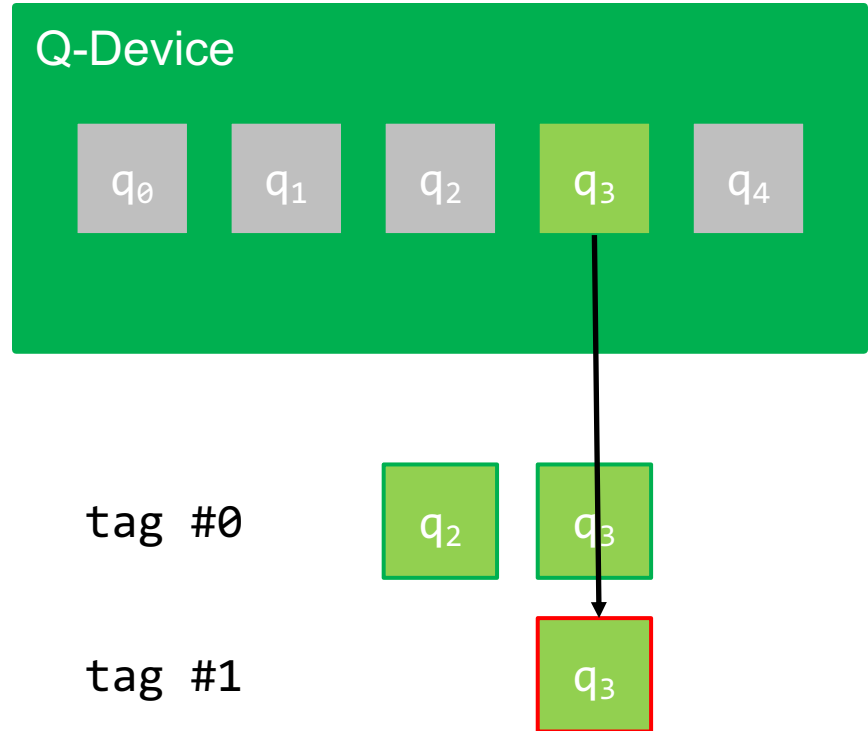 Q-Device
q₀ q₁ q₂ q₃ q₄
tag #0 q₂ q₃
tag #1 q₃